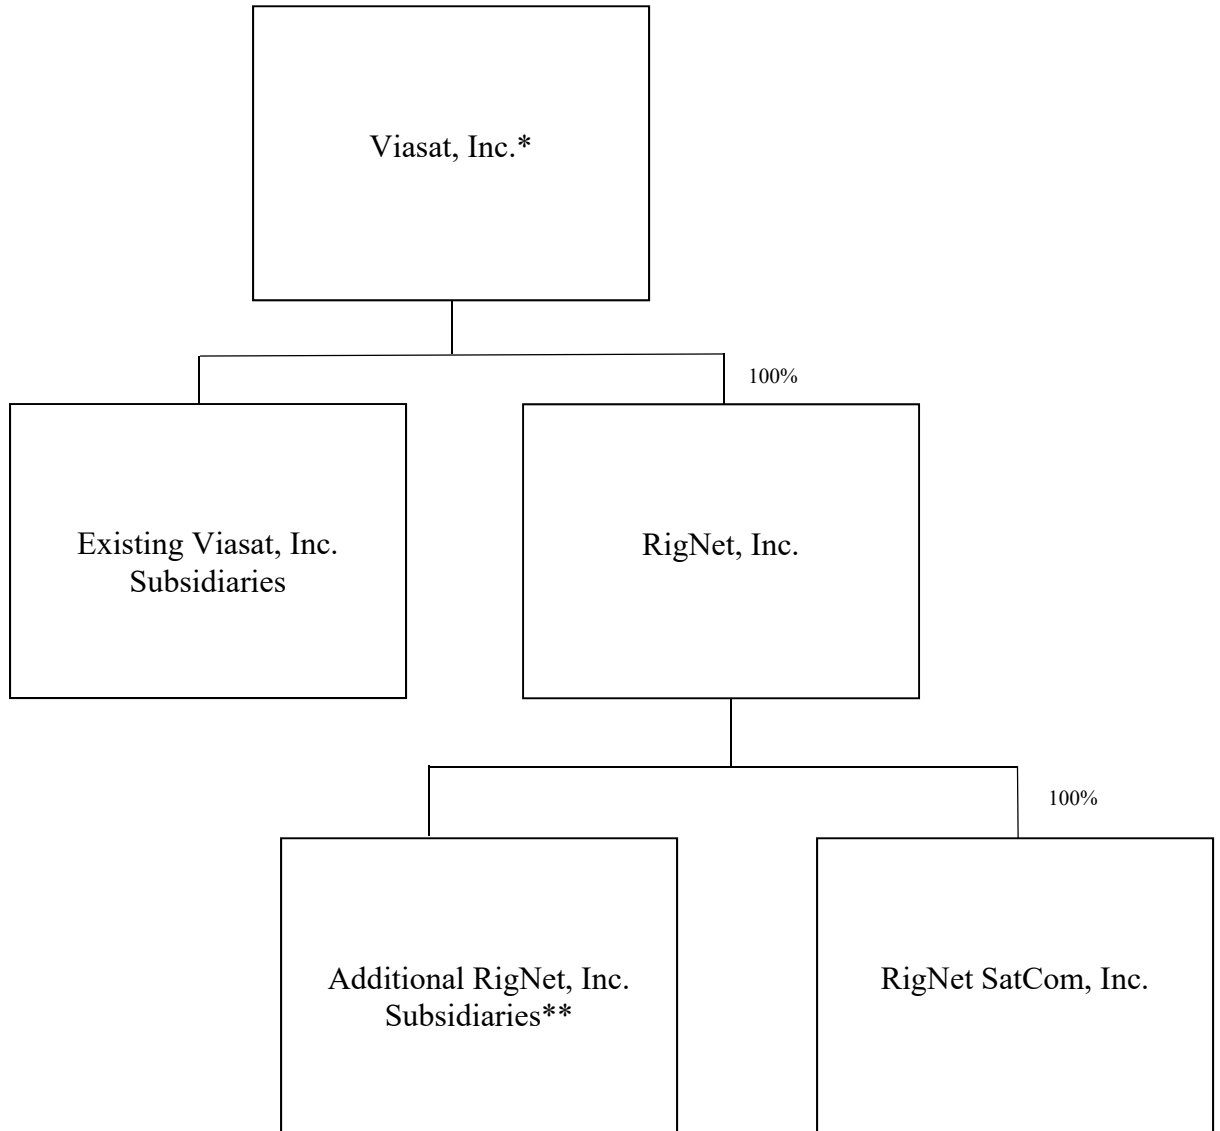 Viasat, Inc.*
100%
Existing Viasat, Inc.
Subsidiaries
RigNet, Inc.
100%
Additional RigNet, Inc.
Subsidiaries**
RigNet SatCom, Inc.